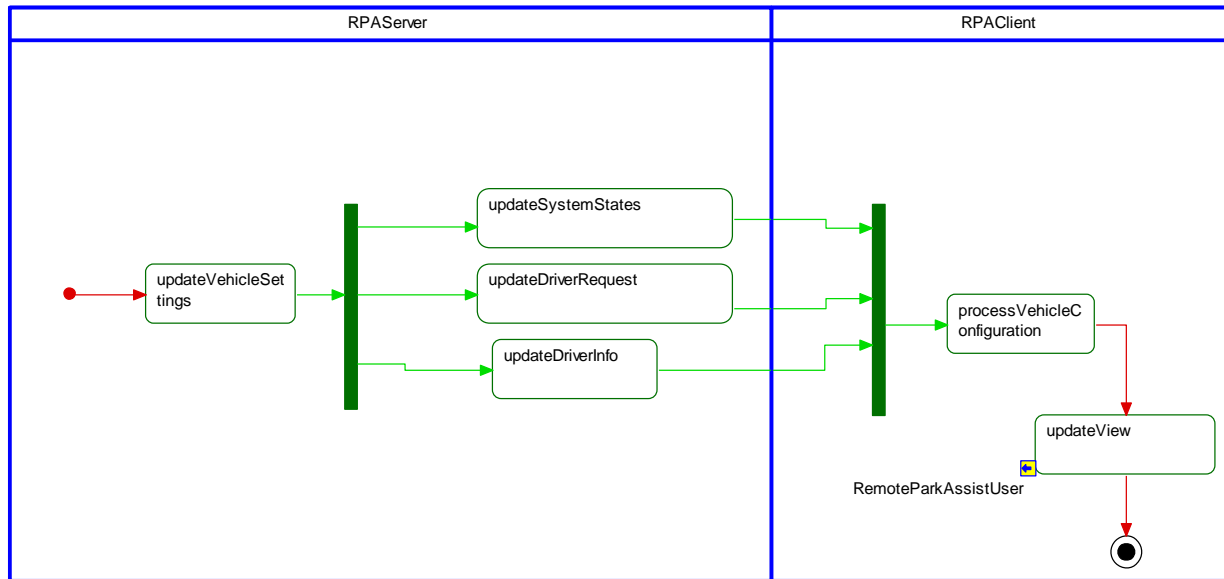 RPAServer
RPAClient
updateSystemStates
updateVehicleSet
tings
updateDriverRequest
updateDriverInfo
processVehicleC
onfiguration
updateView
RemoteParkAssistUser